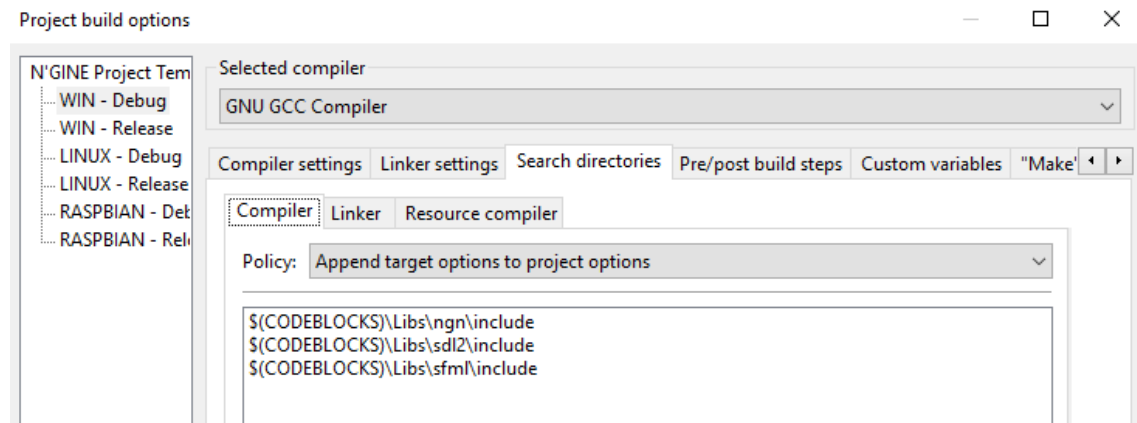 Project build options
N'GINE Project Tem
WIN - Debug
WIN - Release
LINUX - Debug
LINUX - Release
RASPBIAN - Deb
RASPBIAN - Rele
Selected compiler
GNU GCC Compiler
Compiler settings Linker settings Search directories Pre/post build steps Custom variables "Make"
Compiler Linker Resource compiler
Policy: Append target options to project options
$(CODEBLOCKS)\Libs\ngn\include
$(CODEBLOCKS)\Libs\sdl2\include
$(CODEBLOCKS)\Libs\sfml\include